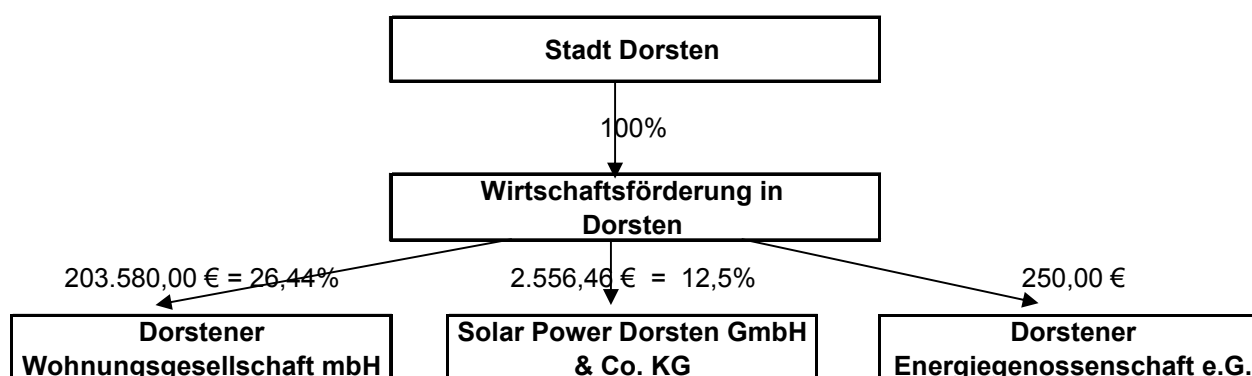 Stadt Dorsten
100%
Wirtschaftsförderung in
Dorsten
203.580,00 € = 26,44%
2.556,46 € = 12,5%
250,00 €
Dorstener
Wohnungsgesellschaft mbH
Solar Power Dorsten GmbH
& Co. KG
Dorstener
Energiegenossenschaft e.G.